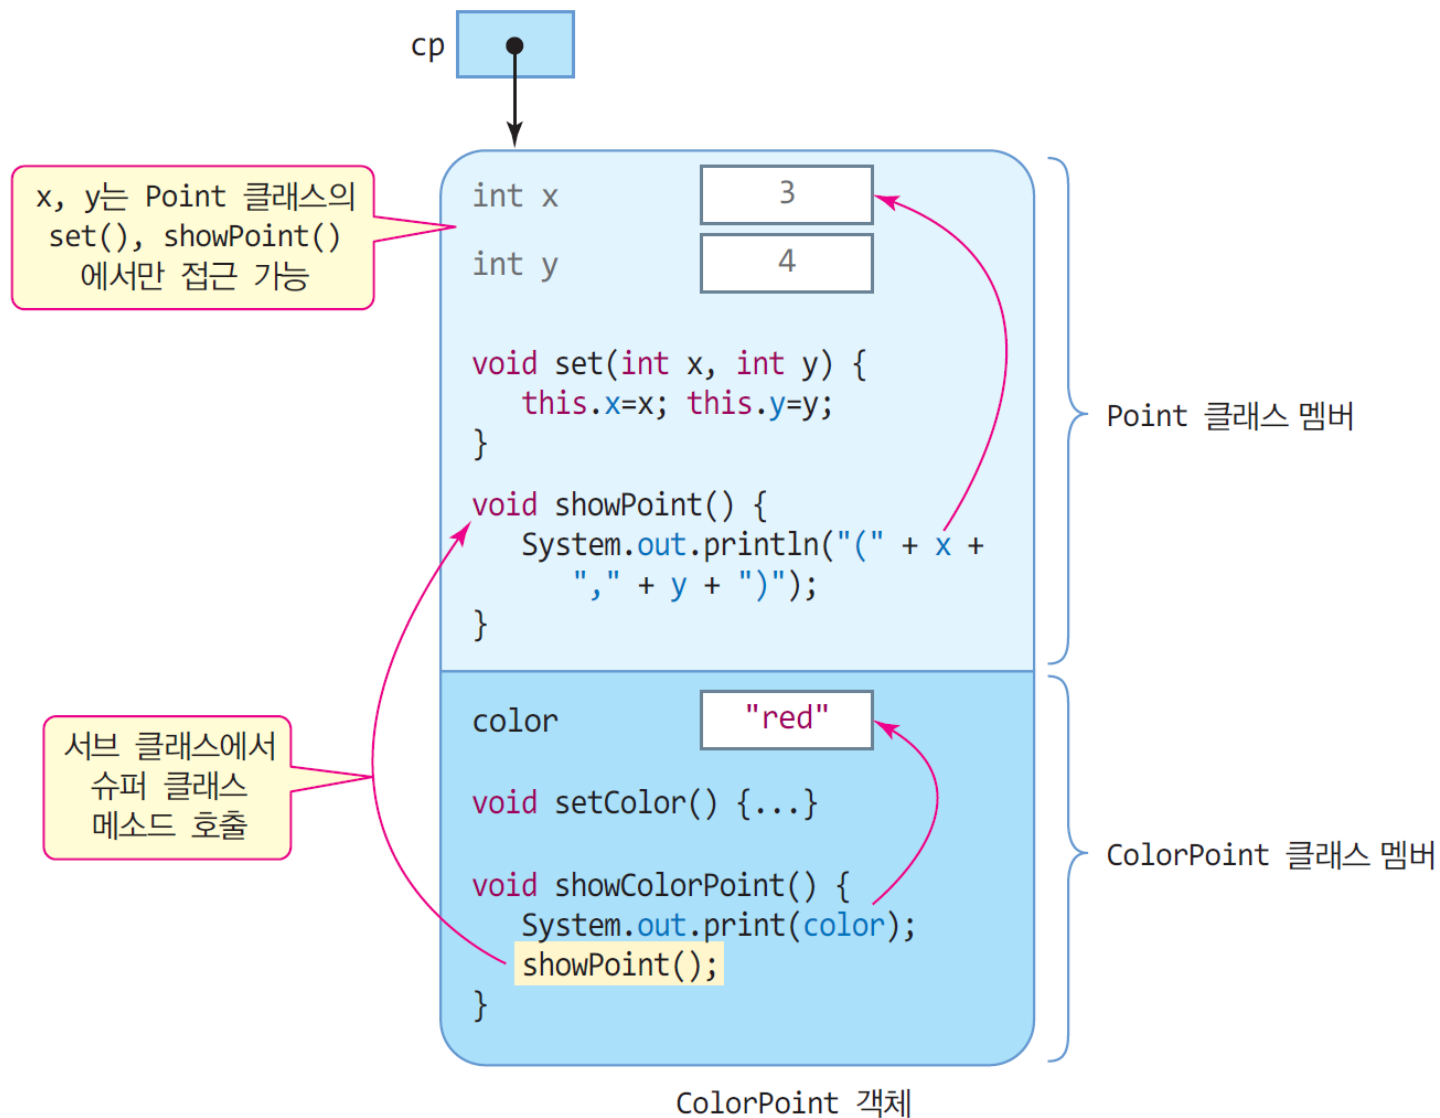 cp
x, y는 Point 클래스의
set(), showPoint()
에서만 접근 가능
int x
3
int y
4
void set(int x, int y) {
this.x=x; this.y=y;
}
void showPoint() {
System.out.println("(" + x +
"," + y + ")");
}
Point 클래스 멤버
서브 클래스에서
슈퍼 클래스
메소드 호출
color
"red"
void setColor() {...}
void showColorPoint() {
System.out.print(color);
showPoint();
}
ColorPoint 클래스 멤버
ColorPoint 객체